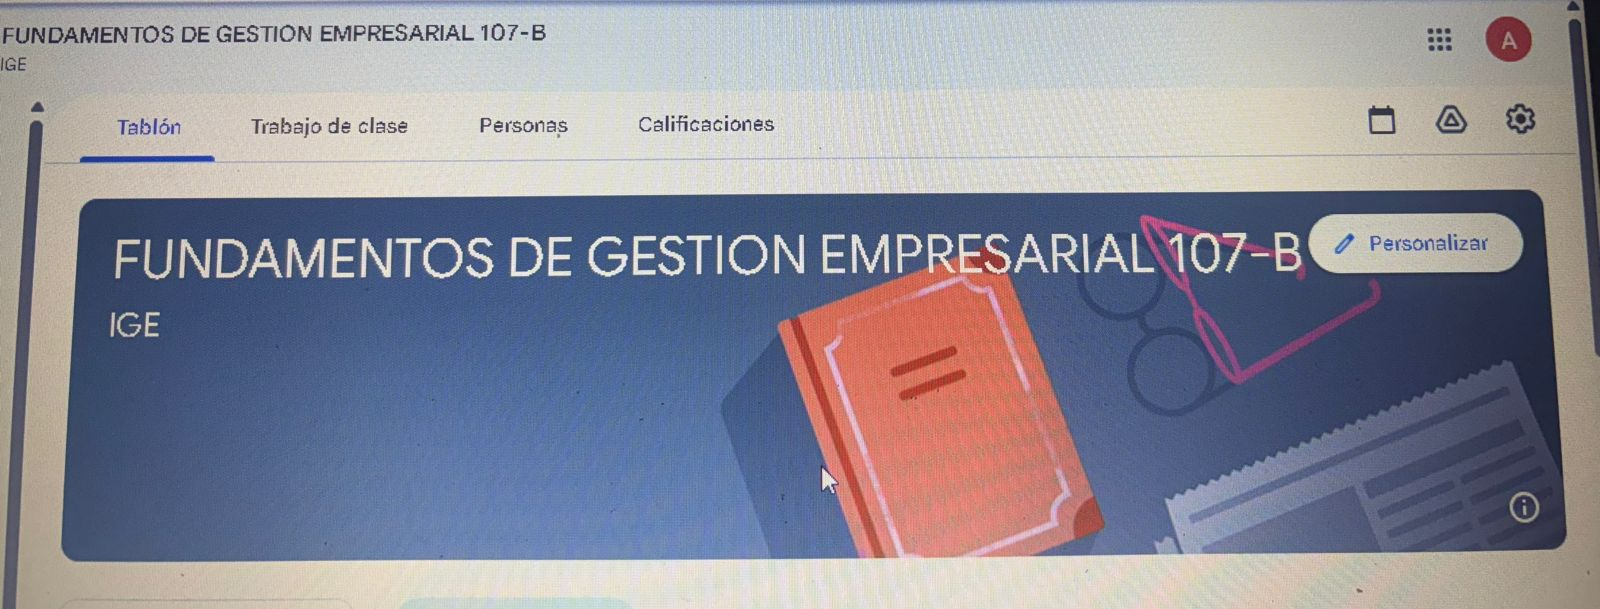 FUNDAMENTOS DE GESTION EMPRESARIAL 107-B
IGE
A
Tablón
Trabajo de clase
Personas
Calificaciones
FUNDAMENTOS DE GESTION EMPRESARIAL 107-B
Personalizar
IGE